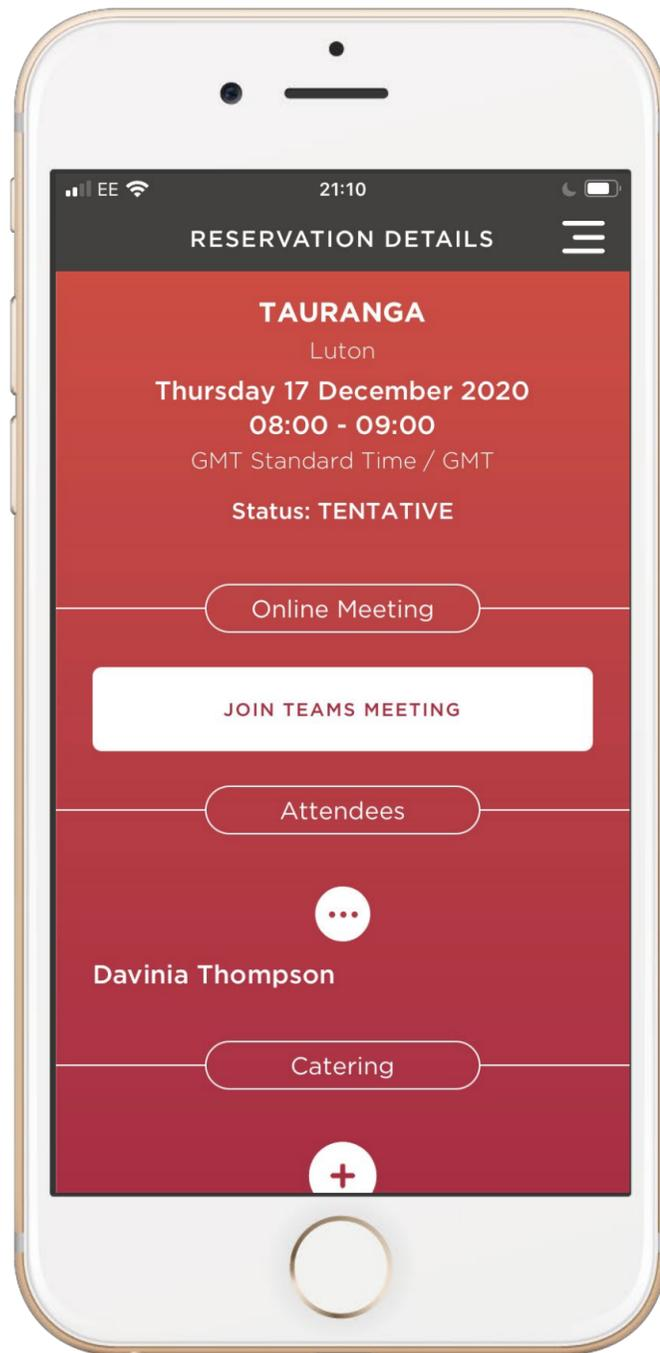 EE
21:10
RESERVATION DETAILS
TAURANGA
Luton
Thursday 17 December 2020
08:00 - 09:00
GMT Standard Time / GMT
Status: TENTATIVE
Online Meeting
JOIN TEAMS MEETING
Attendees
Davinia Thompson
Catering